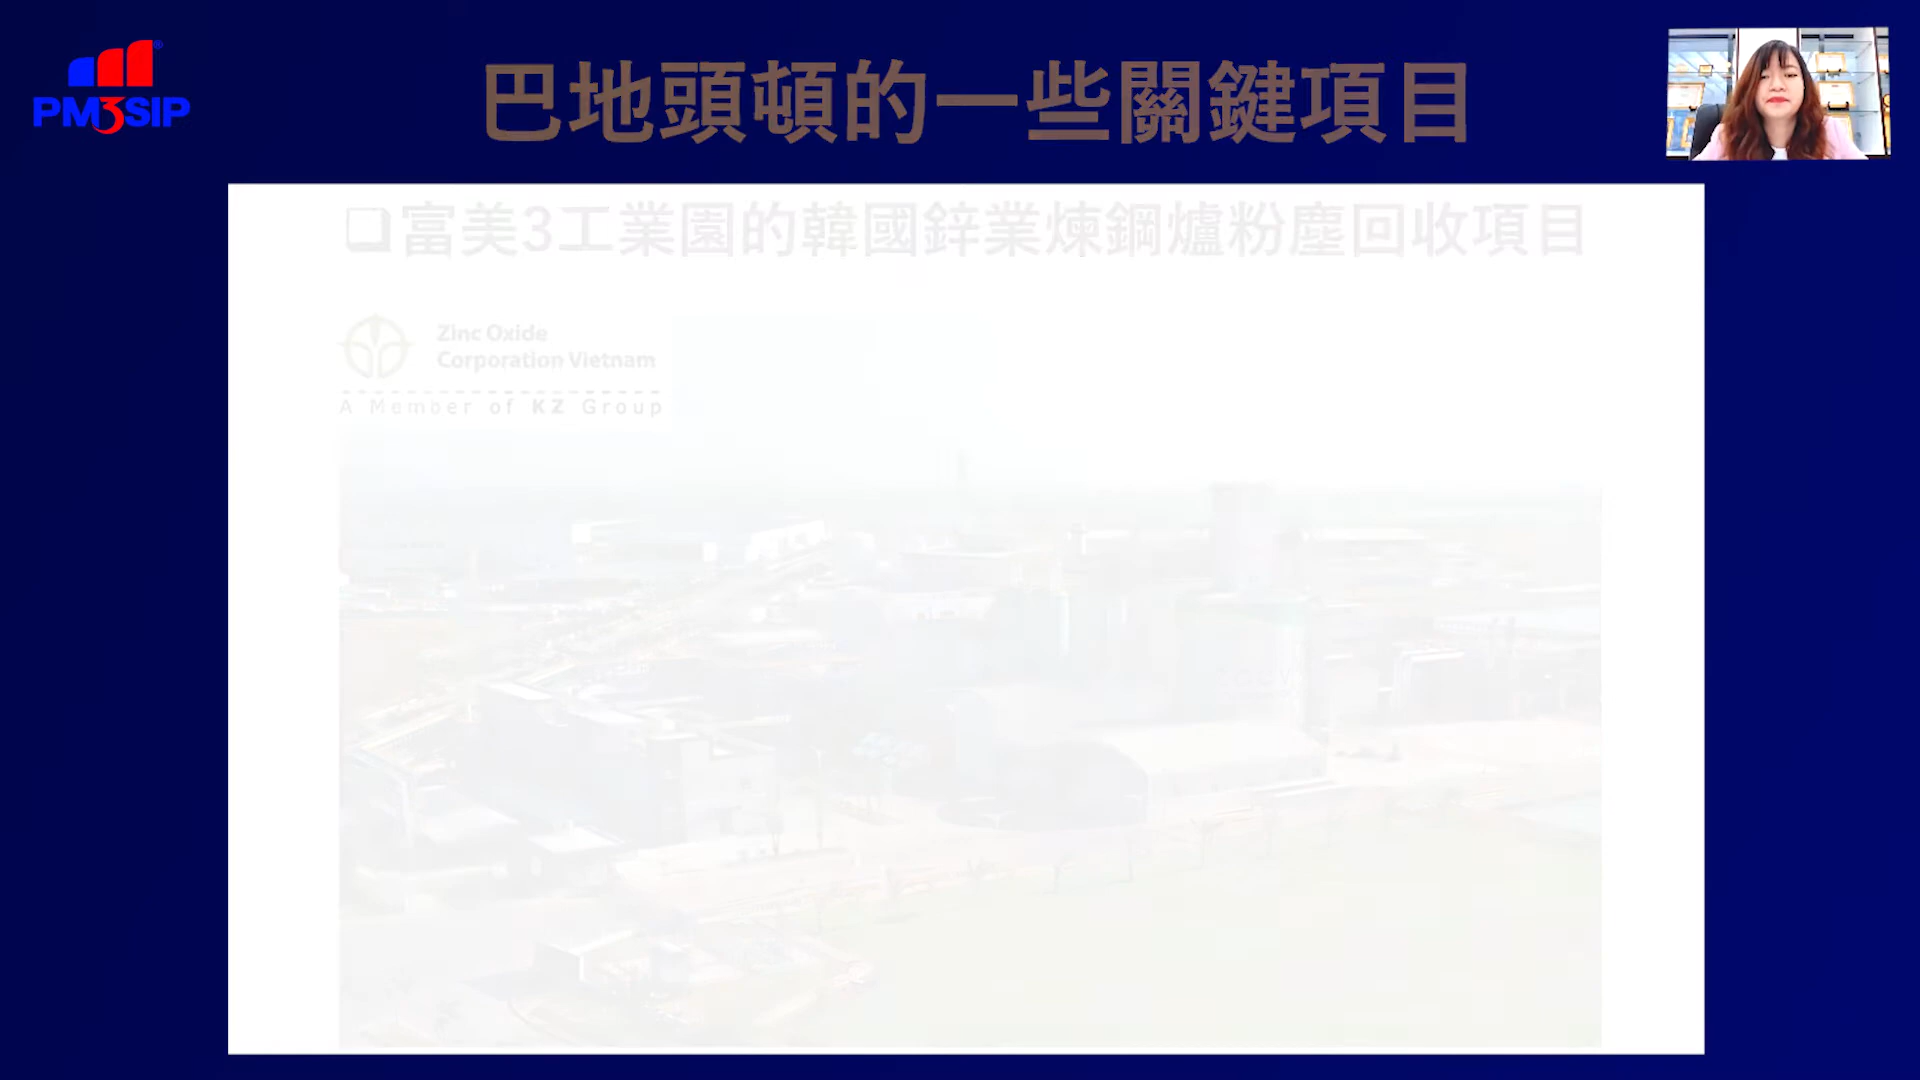 PM3SIP
巴地頭頓的一些關鍵項目
富美3工業園的韓國鋅業煉鋼爐粉塵回收項目
Zinc Oxide
Corporation Vietnam
A Member of KZ Group